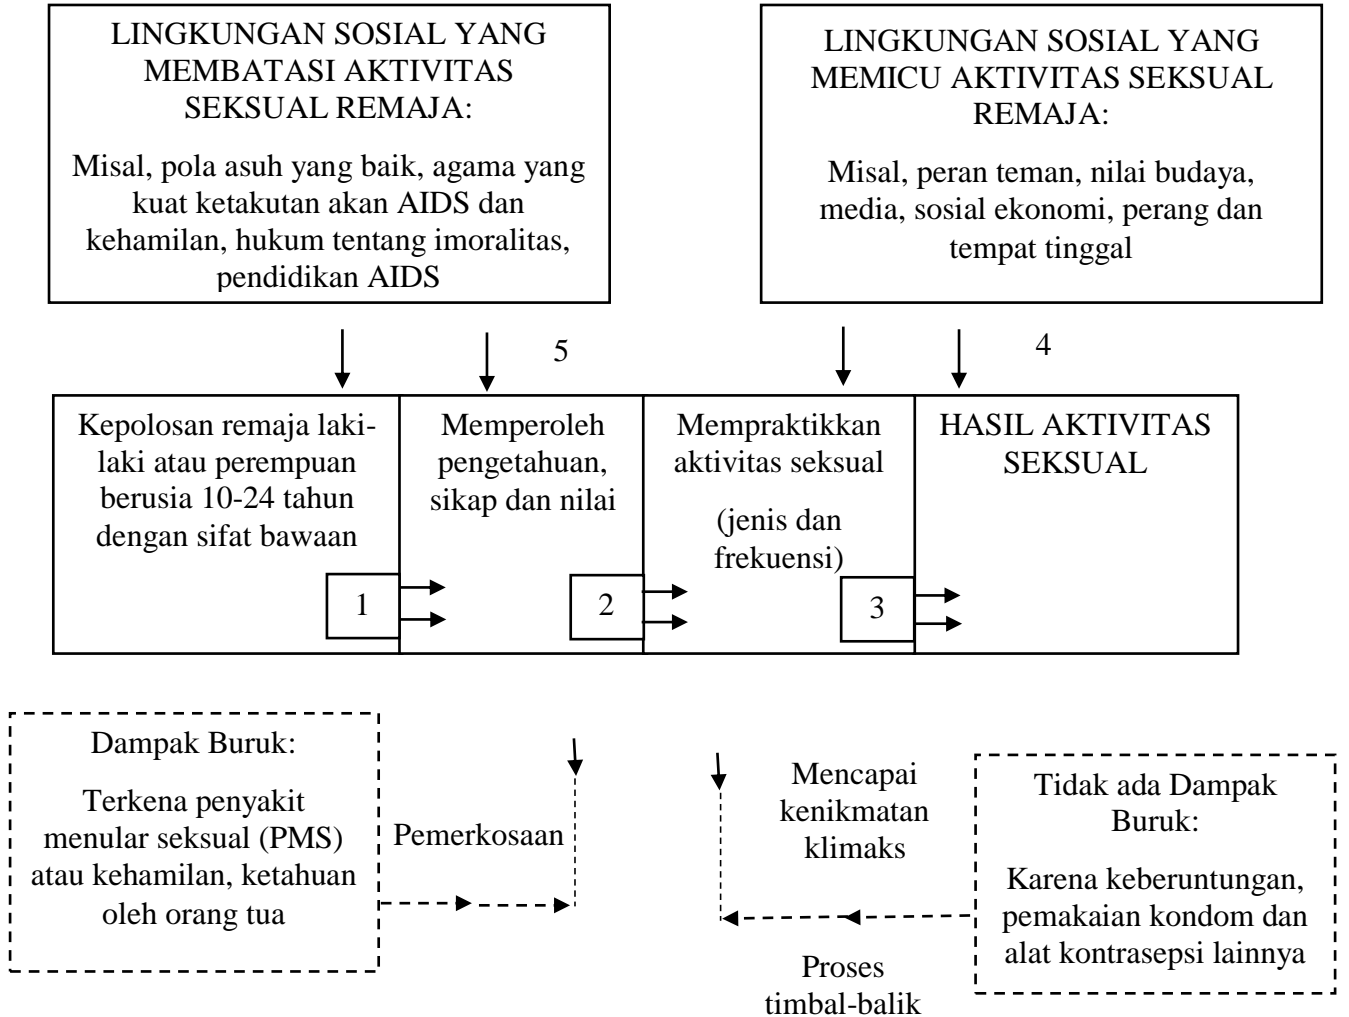 LINGKUNGAN SOSIAL YANG
MEMBATASI AKTIVITAS
SEKSUAL REMAJA:
Misal, pola asuh yang baik, agama yang
kuat ketakutan akan AIDS dan
kehamilan, hukum tentang imoralitas,
pendidikan AIDS
LINGKUNGAN SOSIAL YANG
MEMICU AKTIVITAS SEKSUAL
REMAJA:
Misal, peran teman, nilai budaya,
media, sosial ekonomi, perang dan
tempat tinggal
5
4
Kepolosan remaja laki-
laki atau perempuan
berusia 10-24 tahun
dengan sifat bawaan
1
Memperoleh
pengetahuan,
sikap dan nilai
2
Mempraktikkan
aktivitas seksual
(jenis dan
frekuensi)
3
HASIL AKTIVITAS
SEKSUAL
Dampak Buruk:
Terkena penyakit
menular seksual (PMS)
atau kehamilan, ketahuan
oleh orang tua
Pemerkosaan
Mencapai
kenikmatan
klimaks
Proses
timbal-balik
Tidak ada Dampak
Buruk:
Karena keberuntungan,
pemakaian kondom dan
alat kontrasepsi lainnya